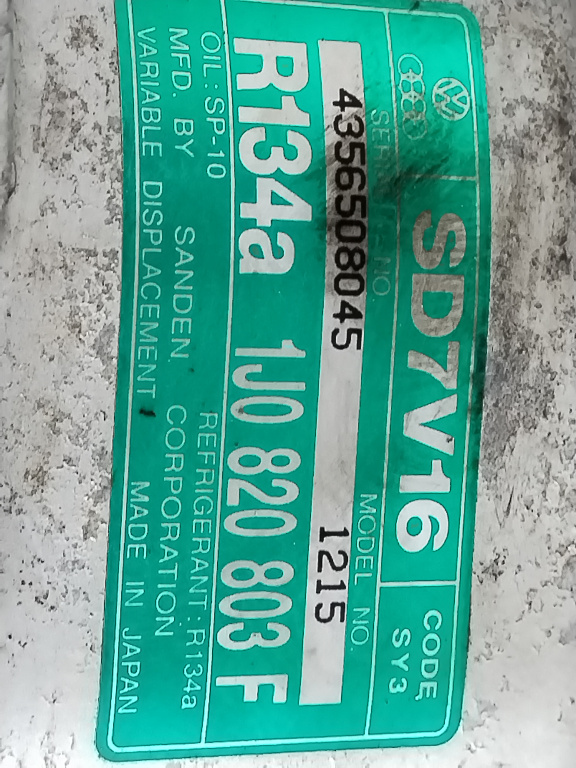 SD7V16
CODE,
SY3
SERIAL NO.
MODEL NO.
4356508045
1215
R134a 1J0 820 803 F
OIL : SP-10
REFRIGERANT : R134a
MFD. BY SANDEN CORPORATION
VARIABLE DISPLACEMENT MADE IN JAPAN